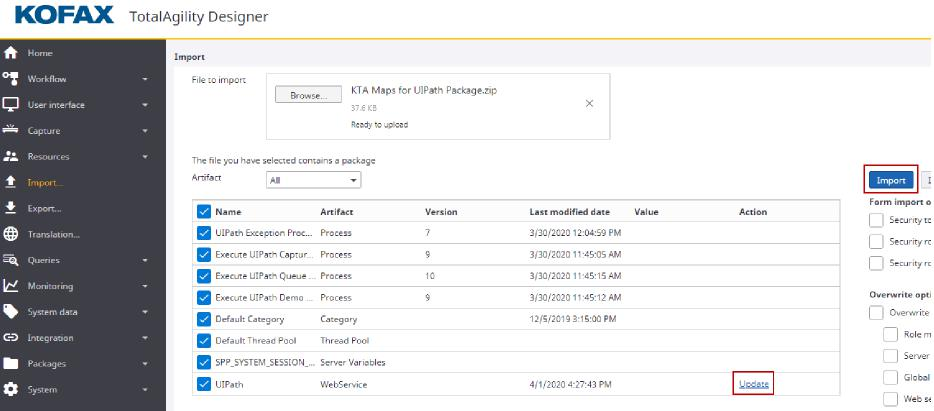 KOFAX TotalAgility Designer
Home
Workflow
User interface
Capture
Resources
Import...
Export...
Translation...
Queries
Monitoring
System data
Integration
Packages
System
Import
File to import
Browse...
KTA Maps for UIPath Package.zip
37.6 KB
Ready to upload
The file you have selected contains a package
Artifact All
Import
Name Artifact Version Last modified date Value Action
UIPath Exception Proc... Process 7 3/30/2020 12:04:59 PM
Execute UIPath Captur... Process 9 3/30/2020 11:45:05 AM
Execute UIPath Queue ... Process 10 3/30/2020 11:45:15 AM
Execute UIPath Demo ... Process 9 3/30/2020 11:45:12 AM
Default Category Category 12/5/2019 3:15:00 PM
Default Thread Pool Thread Pool
SPP_SYSTEM_SESSION_... Server Variables
UIPath WebService 4/1/2020 4:27:43 PM Update
Form import o
Security to
Security ro
Security ro
Overwrite opti
Overwrite
Role m
Server
Global
Web se